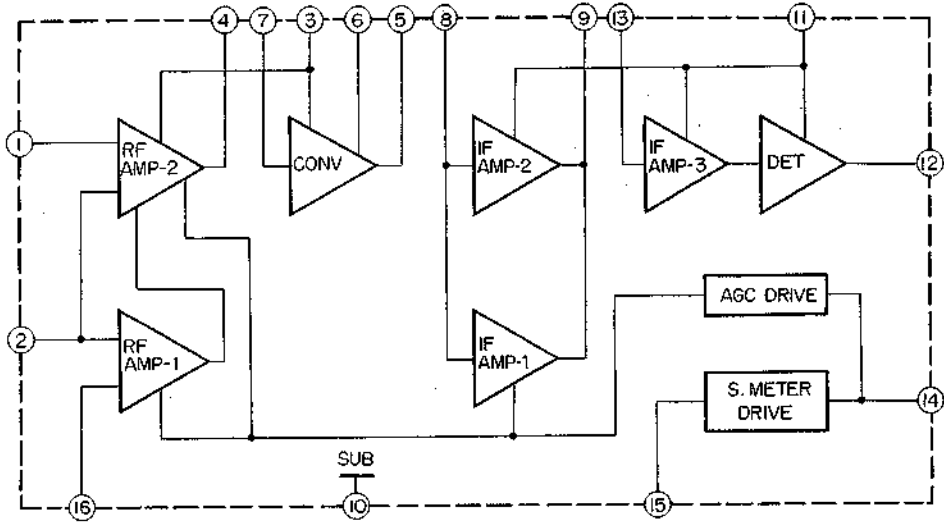 4 7 3 6 5 8 9 13 11
1
RF
AMP-2
CONV
IF
AMP-2
IF
AMP-3
DET
12
2
RF
AMP-1
IF
AMP-1
AGC DRIVE
S. METER
DRIVE
14
SUB
16 10 15